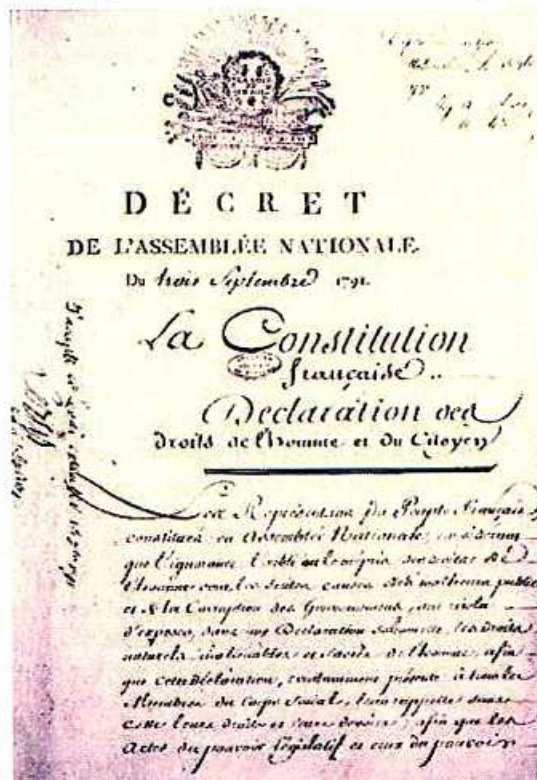 DÉCRET
DE L'ASSEMBLÉE NATIONALE.
Du trois Septembre 1791.
La Constitution
française
Déclaration des
droits de l'homme et du Citoyen
Les Représentans du Peuple français
constitués en Assemblée Nationale, considérant
que l'ignorance, l'oubli ou le mépris des droits de
l'homme sont les seules causes des malheurs publics
et de la Corruption des Gouvernemens, ont résolu
d'exposer, dans une Déclaration solennelle, les droits
naturels, inaliénables et sacrés de l'homme, afin
que cette Déclaration, constamment présente à tous les
Membres du Corps Social, leur rappelle sans
cesse leurs droits et leurs devoirs; afin que les
Actes du pouvoir législatif et ceux du pouvoir